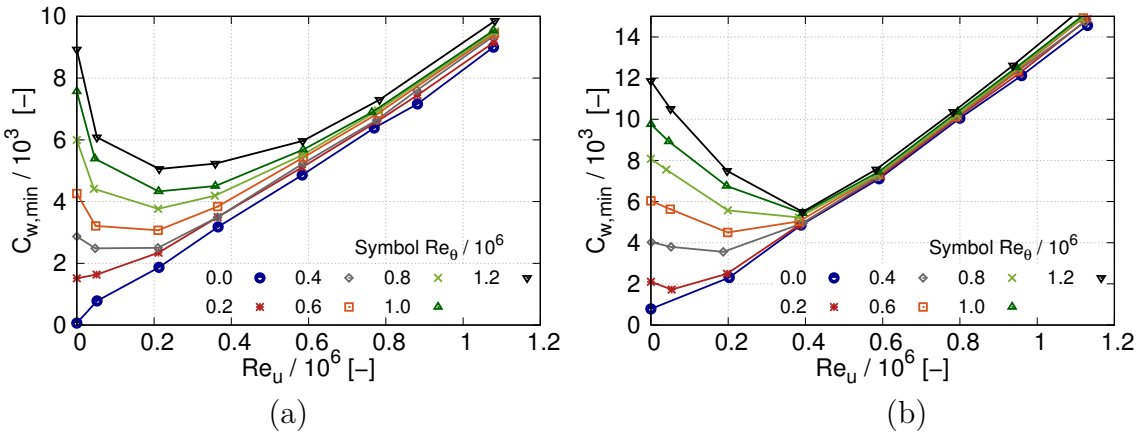 10
8
6
4
2
0
C_{w,min} / 10^3 [–]
0 0.2 0.4 0.6 0.8 1 1.2
Re_u / 10^6 [–]
Symbol Re_θ / 10^6
0.0 0.4 0.8 1.2
0.2 0.6 1.0
(a)
14
12
10
8
6
4
2
0
C_{w,min} / 10^3 [–]
0 0.2 0.4 0.6 0.8 1 1.2
Re_u / 10^6 [–]
Symbol Re_θ / 10^6
0.0 0.4 0.8 1.2
0.2 0.6 1.0
(b)